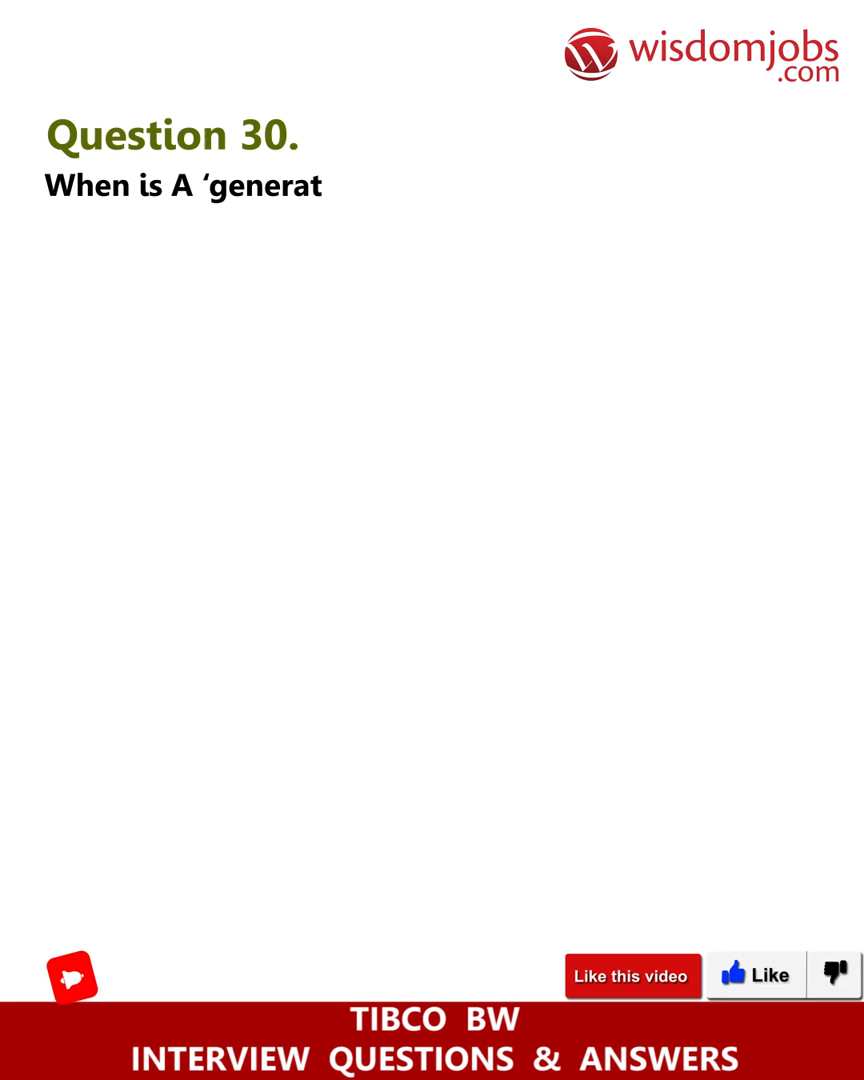 wisdomjobs
.com
Question 30.
When is A ‘generat
Like this video
Like
TIBCO BW
INTERVIEW QUESTIONS & ANSWERS